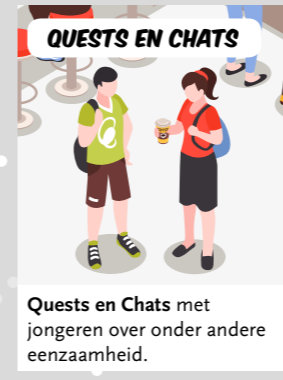 QUESTS EN CHATS
Quests en Chats met
jongeren over onder andere
eenzaamheid.